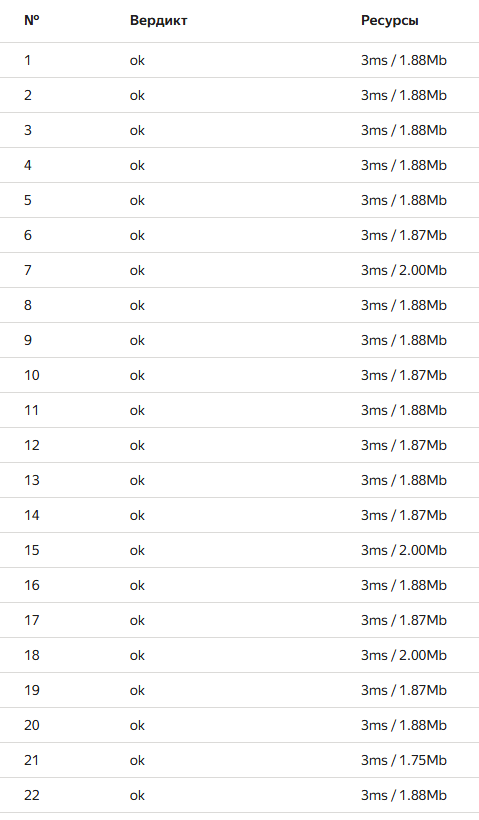 № Вердикт Ресурсы
1 ok 3ms / 1.88Mb
2 ok 3ms / 1.88Mb
3 ok 3ms / 1.88Mb
4 ok 3ms / 1.88Mb
5 ok 3ms / 1.88Mb
6 ok 3ms / 1.87Mb
7 ok 3ms / 2.00Mb
8 ok 3ms / 1.88Mb
9 ok 3ms / 1.88Mb
10 ok 3ms / 1.87Mb
11 ok 3ms / 1.88Mb
12 ok 3ms / 1.87Mb
13 ok 3ms / 1.88Mb
14 ok 3ms / 1.87Mb
15 ok 3ms / 2.00Mb
16 ok 3ms / 1.88Mb
17 ok 3ms / 1.87Mb
18 ok 3ms / 2.00Mb
19 ok 3ms / 1.87Mb
20 ok 3ms / 1.88Mb
21 ok 3ms / 1.75Mb
22 ok 3ms / 1.88Mb